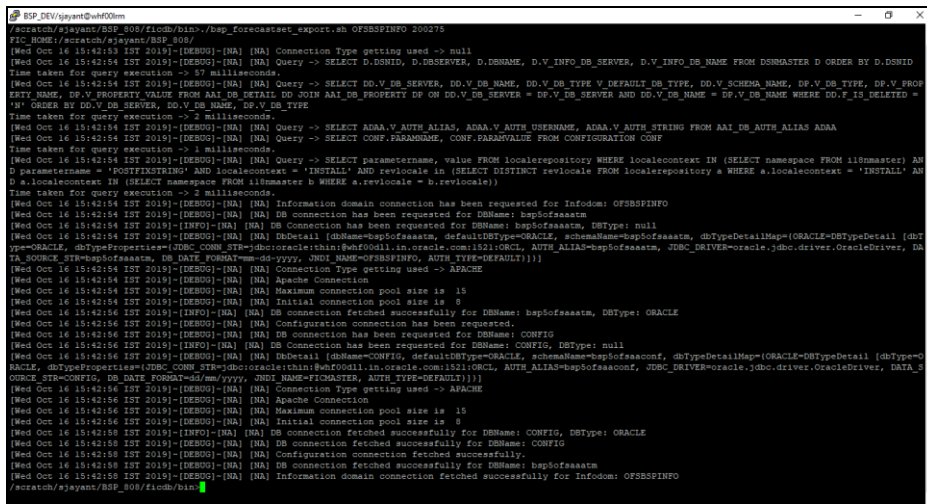 BSP_DEV/sjayant@whf00lrm
/scratch/sjayant/BSP_808/ficdb/bin>./bsp_forecastset_export.sh OFSBSPINFO 200275
FIC_HOME:/scratch/sjayant/BSP_808/
[Wed Oct 16 15:42:53 IST 2019]~[DEBUG]~[NA] [NA] Connection Type getting used -> null
[Wed Oct 16 15:42:53 IST 2019]~[DEBUG]~[NA] [NA] Query -> SELECT D.DSNID, D.DBSERVER, D.DBNAME, D.V_INFO_DB_SERVER, D.V_INFO_DB_NAME FROM DSNMASTER D ORDER BY D.DSNID
Time taken for query execution -> 57 milliseconds.
[Wed Oct 16 15:42:54 IST 2019]~[DEBUG]~[NA] [NA] Query -> SELECT DD.V_DB_SERVER, DD.V_DB_NAME, DD.V_DB_TYPE V_DEFAULT_DB_TYPE, DD.V_SCHEMA_NAME, DP.V_DB_TYPE, DP.V_PROP
ERTY_NAME, DP.V_PROPERTY_VALUE FROM AAI_DB_DETAIL DD JOIN AAI_DB_PROPERTY DP ON DD.V_DB_SERVER = DP.V_DB_SERVER AND DD.V_DB_NAME = DP.V_DB_NAME WHERE DD.F_IS_DELETED =
'N' ORDER BY DD.V_DB_SERVER, DD.V_DB_NAME, DP.V_DB_TYPE
Time taken for query execution -> 2 milliseconds.
[Wed Oct 16 15:42:54 IST 2019]~[DEBUG]~[NA] [NA] Query -> SELECT ADAA.V_AUTH_ALIAS, ADAA.V_AUTH_USERNAME, ADAA.V_AUTH_STRING FROM AAI_DB_AUTH_ALIAS ADAA
[Wed Oct 16 15:42:54 IST 2019]~[DEBUG]~[NA] [NA] Query -> SELECT CONF.PARAMNAME, CONF.PARAMVALUE FROM CONFIGURATION CONF
Time taken for query execution -> 1 milliseconds.
[Wed Oct 16 15:42:54 IST 2019]~[DEBUG]~[NA] [NA] Query -> SELECT parametername, value FROM localerepository WHERE localecontext IN (SELECT namespace FROM i18nmaster) AN
D parametername = 'POSTFIXSTRING' AND localecontext = 'INSTALL' AND revlocale in (SELECT DISTINCT revlocale FROM localerepository a WHERE a.localecontext = 'INSTALL' AN
D a.localecontext IN (SELECT namespace FROM i18nmaster b WHERE a.revlocale = b.revlocale))
Time taken for query execution -> 2 milliseconds.
[Wed Oct 16 15:42:54 IST 2019]~[DEBUG]~[NA] [NA] Information domain connection has been requested for Infodom: OFSBSPINFO
[Wed Oct 16 15:42:54 IST 2019]~[DEBUG]~[NA] [NA] DB connection has been requested for DBName: bsp5ofsaaatm
[Wed Oct 16 15:42:54 IST 2019]~[INFO]~[NA] [NA] DB Connection has been requested for DBName: bsp5ofsaaatm, DBType: null
[Wed Oct 16 15:42:54 IST 2019]~[DEBUG]~[NA] [NA] DbDetail [dbName=bsp5ofsaaatm, defaultDBType=ORACLE, schemaName=bsp5ofsaaatm, dbTypeDetailMap={ORACLE=DBTypeDetail [dbT
ype=ORACLE, dbTypeProperties={JDBC_CONN_STR=jdbc:oracle:thin:@whf00dll.in.oracle.com:1521:ORCL, AUTH_ALIAS=bsp5ofsaaatm, JDBC_DRIVER=oracle.jdbc.driver.OracleDriver, DA
TA_SOURCE_STR=bsp5ofsaaatm, DB_DATE_FORMAT=mm-dd-yyyy, JNDI_NAME=OFSBSPINFO, AUTH_TYPE=DEFAULT}]}]
[Wed Oct 16 15:42:54 IST 2019]~[DEBUG]~[NA] [NA] Connection Type getting used -> APACHE
[Wed Oct 16 15:42:54 IST 2019]~[DEBUG]~[NA] [NA] Apache Connection
[Wed Oct 16 15:42:54 IST 2019]~[DEBUG]~[NA] [NA] Maximum connection pool size is  15
[Wed Oct 16 15:42:54 IST 2019]~[DEBUG]~[NA] [NA] Initial connection pool size is  8
[Wed Oct 16 15:42:56 IST 2019]~[INFO]~[NA] [NA] DB connection fetched successfully for DBName: bsp5ofsaaatm, DBType: ORACLE
[Wed Oct 16 15:42:56 IST 2019]~[DEBUG]~[NA] [NA] Configuration connection has been requested.
[Wed Oct 16 15:42:56 IST 2019]~[DEBUG]~[NA] [NA] DB connection has been requested for DBName: CONFIG
[Wed Oct 16 15:42:56 IST 2019]~[INFO]~[NA] [NA] DB Connection has been requested for DBName: CONFIG, DBType: null
[Wed Oct 16 15:42:56 IST 2019]~[DEBUG]~[NA] [NA] DbDetail [dbName=CONFIG, defaultDBType=ORACLE, schemaName=bsp5ofsaaconf, dbTypeDetailMap={ORACLE=DBTypeDetail [dbType=O
RACLE, dbTypeProperties={JDBC_CONN_STR=jdbc:oracle:thin:@whf00dll.in.oracle.com:1521:ORCL, AUTH_ALIAS=bsp5ofsaaconf, JDBC_DRIVER=oracle.jdbc.driver.OracleDriver, DATA_S
OURCE_STR=CONFIG, DB_DATE_FORMAT=dd/mm/yyyy, JNDI_NAME=FICMASTER, AUTH_TYPE=DEFAULT}]}]
[Wed Oct 16 15:42:56 IST 2019]~[DEBUG]~[NA] [NA] Connection Type getting used -> APACHE
[Wed Oct 16 15:42:56 IST 2019]~[DEBUG]~[NA] [NA] Apache Connection
[Wed Oct 16 15:42:56 IST 2019]~[DEBUG]~[NA] [NA] Maximum connection pool size is  15
[Wed Oct 16 15:42:56 IST 2019]~[DEBUG]~[NA] [NA] Initial connection pool size is  8
[Wed Oct 16 15:42:58 IST 2019]~[INFO]~[NA] [NA] DB connection fetched successfully for DBName: CONFIG, DBType: ORACLE
[Wed Oct 16 15:42:58 IST 2019]~[DEBUG]~[NA] [NA] DB connection fetched successfully for DBName: CONFIG
[Wed Oct 16 15:42:58 IST 2019]~[DEBUG]~[NA] [NA] Configuration connection fetched successfully.
[Wed Oct 16 15:42:58 IST 2019]~[DEBUG]~[NA] [NA] DB connection fetched successfully for DBName: bsp5ofsaaatm
[Wed Oct 16 15:42:58 IST 2019]~[DEBUG]~[NA] [NA] Information domain connection fetched successfully for Infodom: OFSBSPINFO
/scratch/sjayant/BSP_808/ficdb/bin>